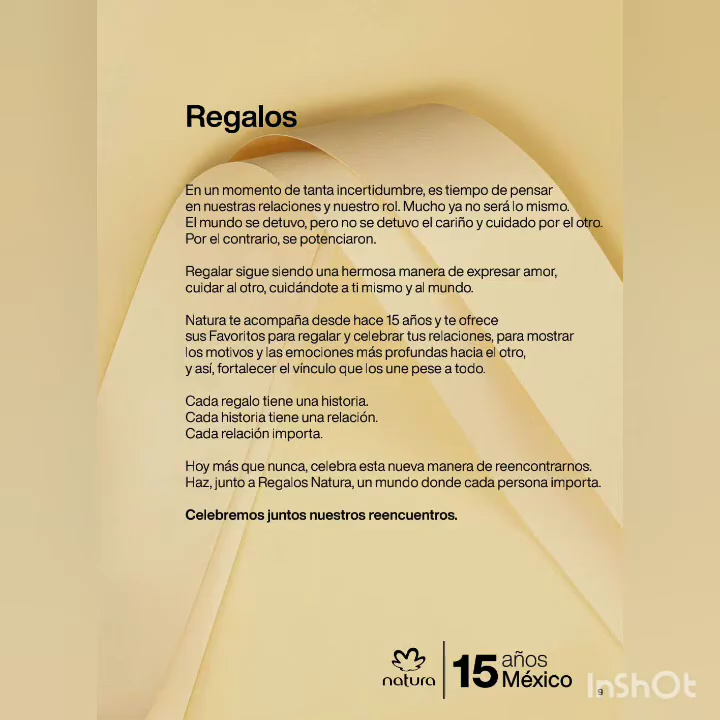 Regalos
En un momento de tanta incertidumbre, es tiempo de pensar
en nuestras relaciones y nuestro rol. Mucho ya no será lo mismo.
El mundo se detuvo, pero no se detuvo el cariño y cuidado por el otro.
Por el contrario, se potenciaron.
Regalar sigue siendo una hermosa manera de expresar amor,
cuidar al otro, cuidándote a ti mismo y al mundo.
Natura te acompaña desde hace 15 años y te ofrece
sus Favoritos para regalar y celebrar tus relaciones, para mostrar
los motivos y las emociones más profundas hacia el otro,
y así, fortalecer el vínculo que los une pese a todo.
Cada regalo tiene una historia.
Cada historia tiene una relación.
Cada relación importa.
Hoy más que nunca, celebra esta nueva manera de reencontrarnos.
Haz, junto a Regalos Natura, un mundo donde cada persona importa.
Celebremos juntos nuestros reencuentros.
natura
15 años
México
9
InShOt